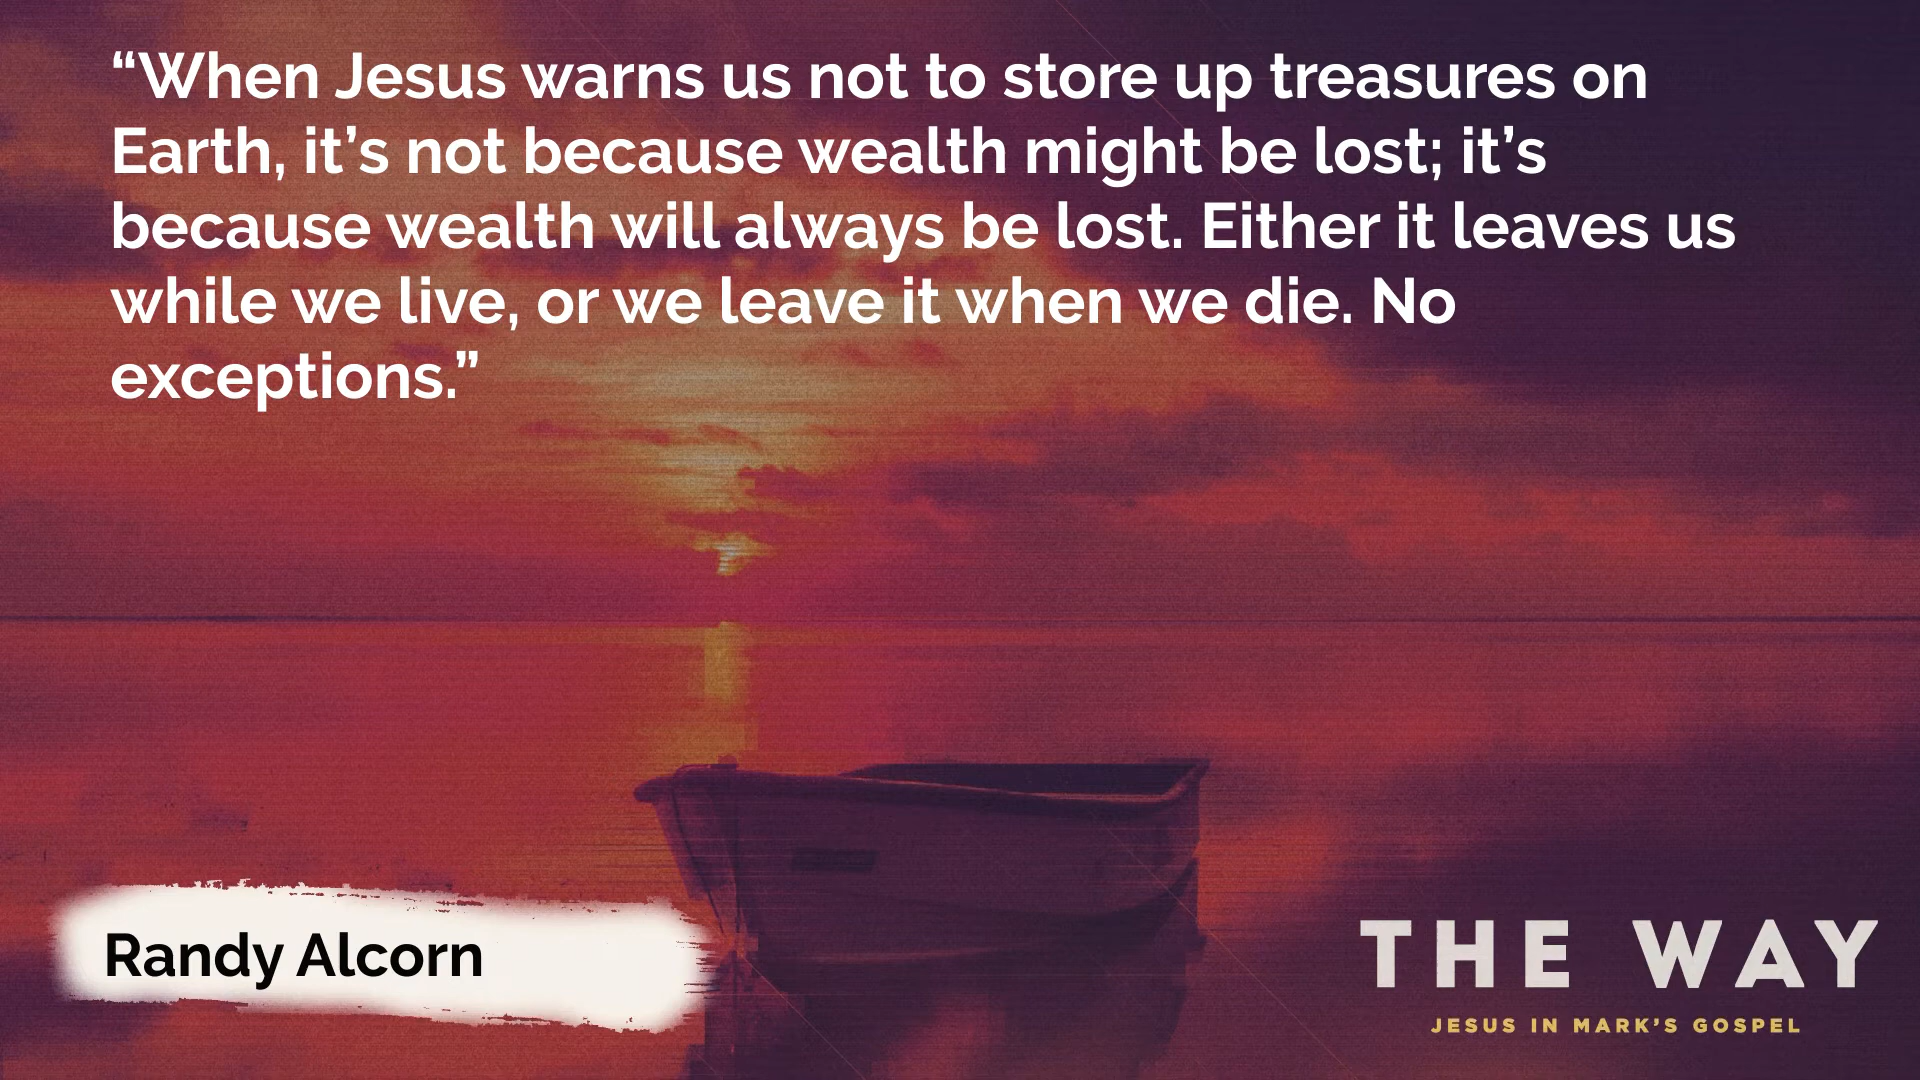 “When Jesus warns us not to store up treasures on
Earth, it’s not because wealth might be lost; it’s
because wealth will always be lost. Either it leaves us
while we live, or we leave it when we die. No
exceptions.”
Randy Alcorn
THE WAY
JESUS IN MARK’S GOSPEL